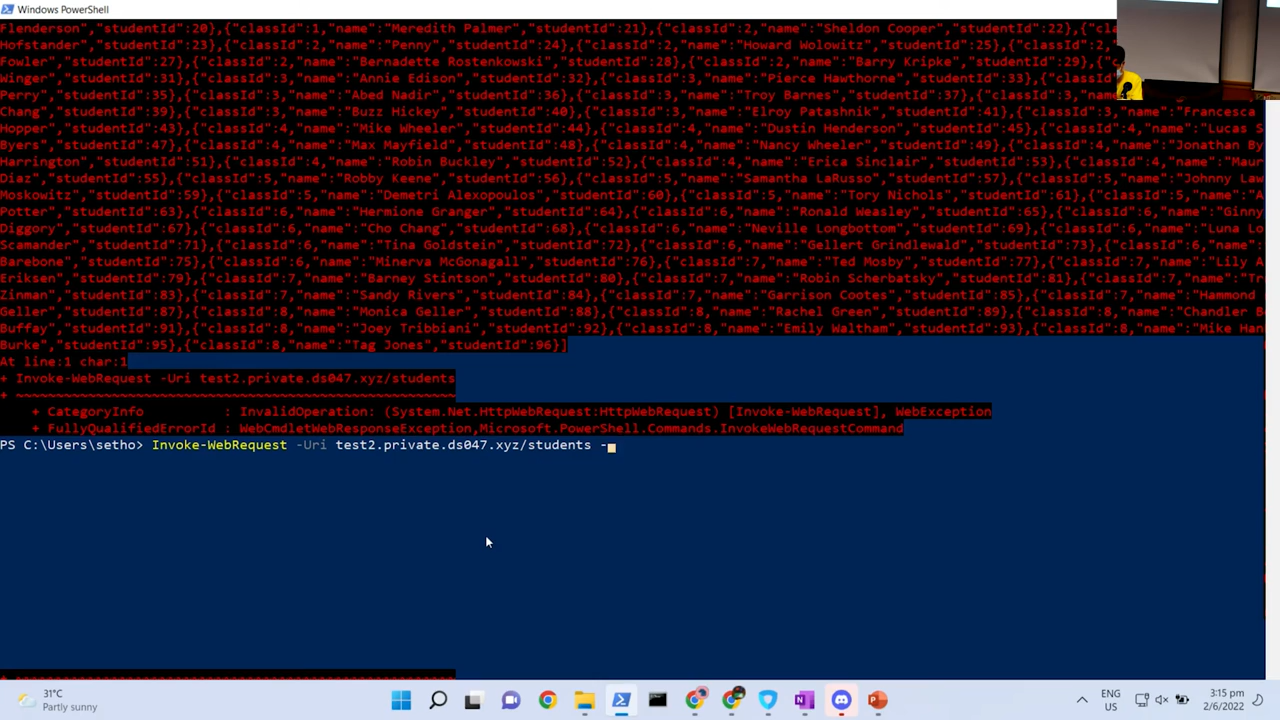 Windows PowerShell
Flenderson","studentId":20},{"classId":1,"name":"Meredith Palmer","studentId":21},{"classId":2,"name":"Sheldon Cooper","studentId":22},{"clas
Hofstander","studentId":23},{"classId":2,"name":"Penny","studentId":24},{"classId":2,"name":"Howard Wolowitz","studentId":25},{"classId":2,
Fowler","studentId":27},{"classId":2,"name":"Bernadette Rostenkowski","studentId":28},{"classId":2,"name":"Barry Kripke","studentId":29},{"c
Winger","studentId":31},{"classId":3,"name":"Annie Edison","studentId":32},{"classId":3,"name":"Pierce Hawthorne","studentId":33},{"classId
Perry","studentId":35},{"classId":3,"name":"Abed Nadir","studentId":36},{"classId":3,"name":"Troy Barnes","studentId":37},{"classId":3,"name
Chang","studentId":39},{"classId":3,"name":"Buzz Hickey","studentId":40},{"classId":3,"name":"Elroy Patashnik","studentId":41},{"classId":3,"name":"Francesca
Hopper","studentId":43},{"classId":4,"name":"Mike Wheeler","studentId":44},{"classId":4,"name":"Dustin Henderson","studentId":45},{"classId":4,"name":"Lucas S
Byers","studentId":47},{"classId":4,"name":"Max Mayfield","studentId":48},{"classId":4,"name":"Nancy Wheeler","studentId":49},{"classId":4,"name":"Jonathan By
Harrington","studentId":51},{"classId":4,"name":"Robin Buckley","studentId":52},{"classId":4,"name":"Erica Sinclair","studentId":53},{"classId":4,"name":"Maur
Diaz","studentId":55},{"classId":5,"name":"Robby Keene","studentId":56},{"classId":5,"name":"Samantha LaRusso","studentId":57},{"classId":5,"name":"Johnny Law
Moskowitz","studentId":59},{"classId":5,"name":"Demetri Alexopoulos","studentId":60},{"classId":5,"name":"Tory Nichols","studentId":61},{"classId":5,"name":"A
Potter","studentId":63},{"classId":6,"name":"Hermione Granger","studentId":64},{"classId":6,"name":"Ronald Weasley","studentId":65},{"classId":6,"name":"Ginny
Diggory","studentId":67},{"classId":6,"name":"Cho Chang","studentId":68},{"classId":6,"name":"Neville Longbottom","studentId":69},{"classId":6,"name":"Luna Lo
Scamander","studentId":71},{"classId":6,"name":"Tina Goldstein","studentId":72},{"classId":6,"name":"Gellert Grindlewald","studentId":73},{"classId":6,"name":
Barebone","studentId":75},{"classId":6,"name":"Minerva McGonagall","studentId":76},{"classId":7,"name":"Ted Mosby","studentId":77},{"classId":7,"name":"Lily A
Eriksen","studentId":79},{"classId":7,"name":"Barney Stintson","studentId":80},{"classId":7,"name":"Robin Scherbatsky","studentId":81},{"classId":7,"name":"Tr
Zinman","studentId":83},{"classId":7,"name":"Sandy Rivers","studentId":84},{"classId":7,"name":"Garrison Cootes","studentId":85},{"classId":7,"name":"Hammond
Geller","studentId":87},{"classId":8,"name":"Monica Geller","studentId":88},{"classId":8,"name":"Rachel Green","studentId":89},{"classId":8,"name":"Chandler B
Buffay","studentId":91},{"classId":8,"name":"Joey Tribbiani","studentId":92},{"classId":8,"name":"Emily Waltham","studentId":93},{"classId":8,"name":"Mike Han
Burke","studentId":95},{"classId":8,"name":"Tag Jones","studentId":96}]
At line:1 char:1
+ Invoke-WebRequest -Uri test2.private.ds047.xyz/students
+ ~~~~~~~~~~~~~~~~~~~~~~~~~~~~~~~~~~~~~~~~~~~~~~~~~~~~~~~
+ CategoryInfo : InvalidOperation: (System.Net.HttpWebRequest:HttpWebRequest) [Invoke-WebRequest], WebException
+ FullyQualifiedErrorId : WebCmdletWebResponseException,Microsoft.PowerShell.Commands.InvokeWebRequestCommand
PS C:\Users\setho> Invoke-WebRequest -Uri test2.private.ds047.xyz/students -
31°C
Partly sunny
ENG
US
3:15 pm
2/6/2022